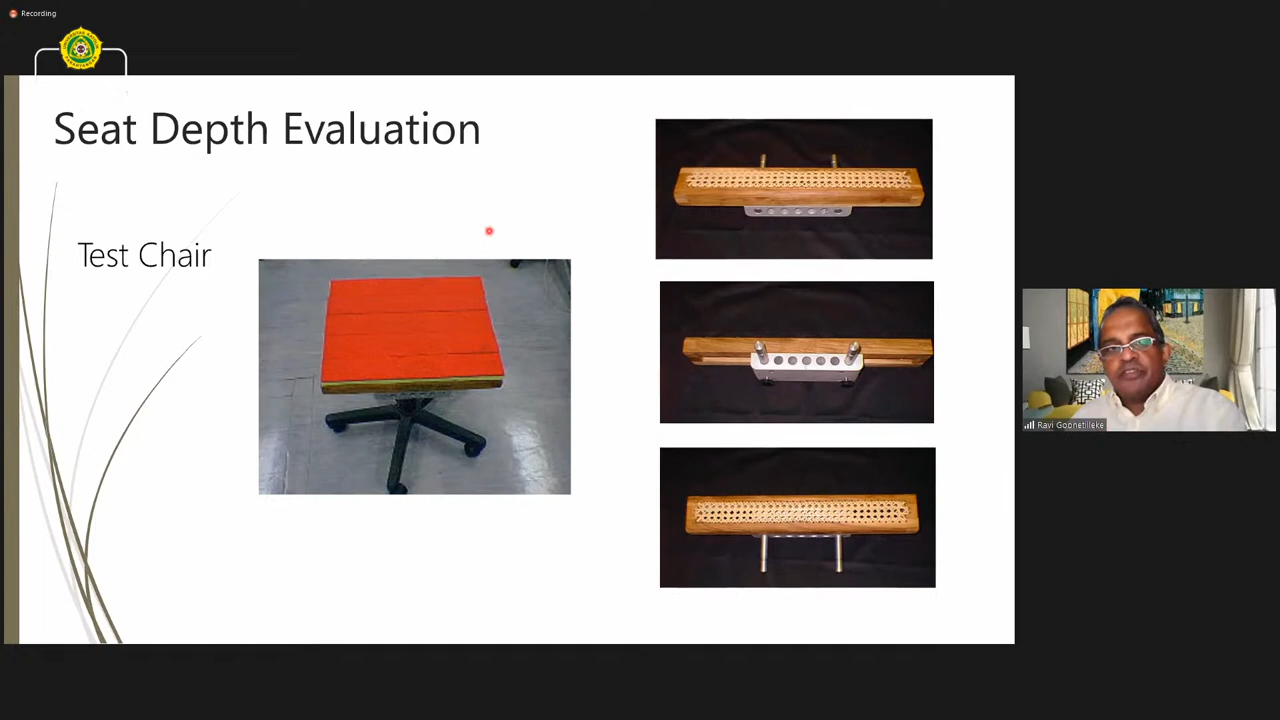 Recording
Seat Depth Evaluation
Test Chair
Ravi Goonetilleke